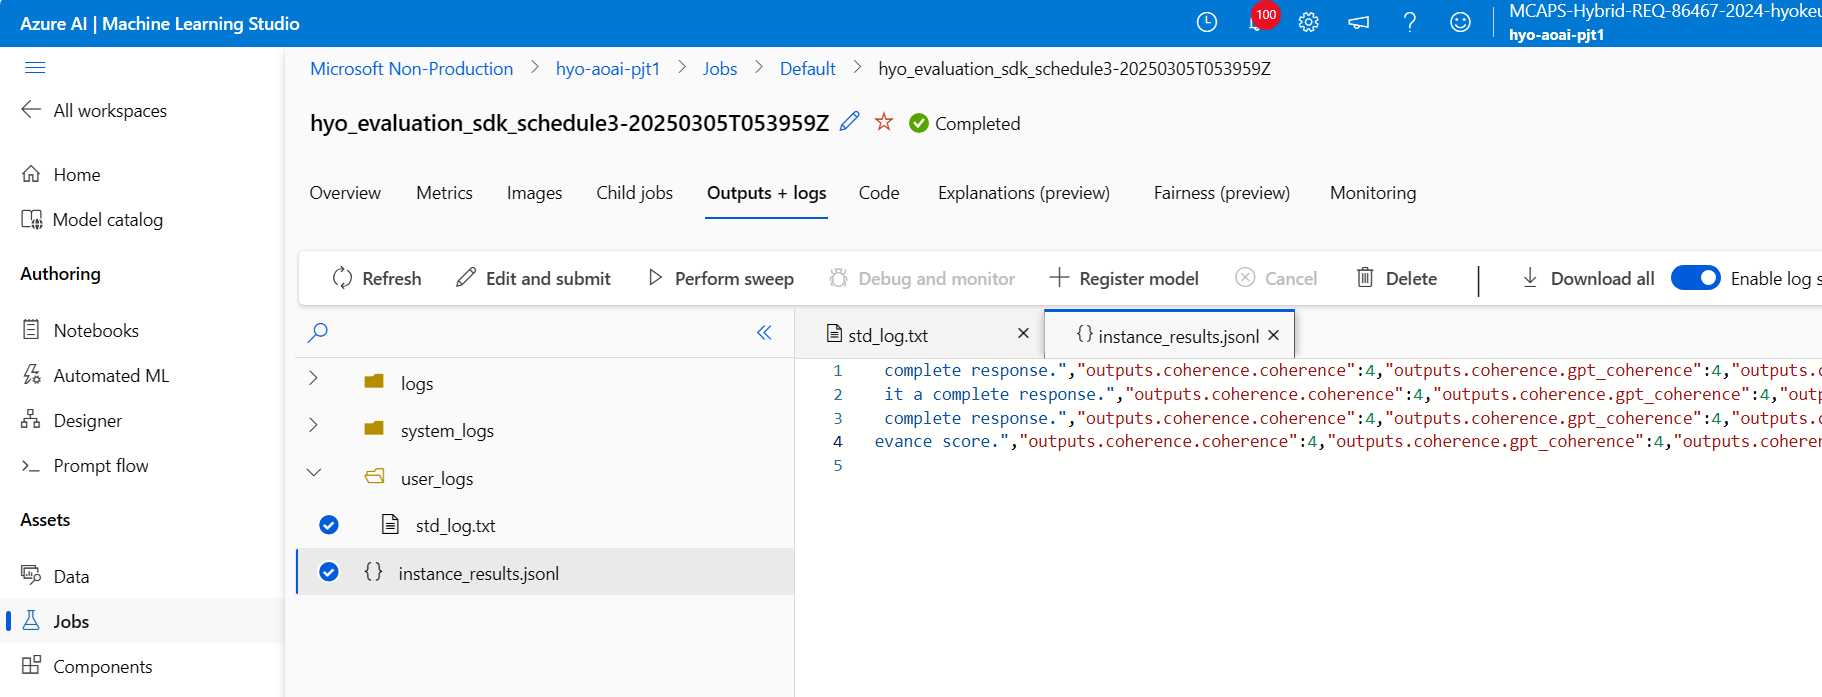 Azure AI | Machine Learning Studio
100
MCAPS-Hybrid-REQ-86467-2024-hyokeu
hyo-aoai-pjt1
All workspaces
Home
Model catalog
Authoring
Notebooks
Automated ML
Designer
Prompt flow
Assets
Data
Jobs
Components
Microsoft Non-Production > hyo-aoai-pjt1 > Jobs > Default > hyo_evaluation_sdk_schedule3-20250305T053959Z
hyo_evaluation_sdk_schedule3-20250305T053959Z Completed
Overview Metrics Images Child jobs Outputs + logs Code Explanations (preview) Fairness (preview) Monitoring
Refresh Edit and submit Perform sweep Debug and monitor Register model Cancel Delete Download all Enable log s
logs
system_logs
user_logs
std_log.txt
{} instance_results.jsonl
std_log.txt {} instance_results.jsonl
1 complete response.","outputs.coherence.coherence":4,"outputs.coherence.gpt_coherence":4,"outputs.c
2 it a complete response.","outputs.coherence.coherence":4,"outputs.coherence.gpt_coherence":4,"outp
3 complete response.","outputs.coherence.coherence":4,"outputs.coherence.gpt_coherence":4,"outputs.c
4 evance score.","outputs.coherence.coherence":4,"outputs.coherence.gpt_coherence":4,"outputs.coheren
5